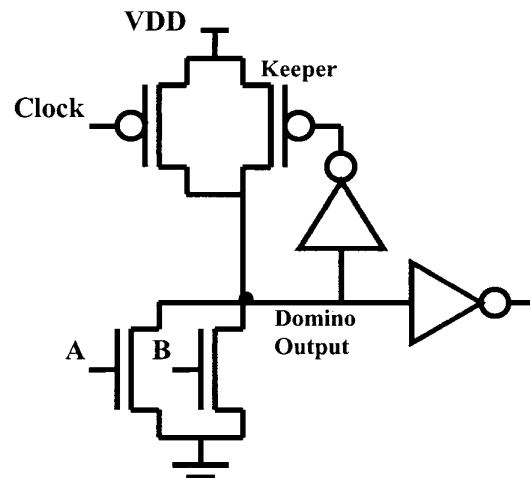 VDD
Keeper
Clock
A
B
Domino
Output